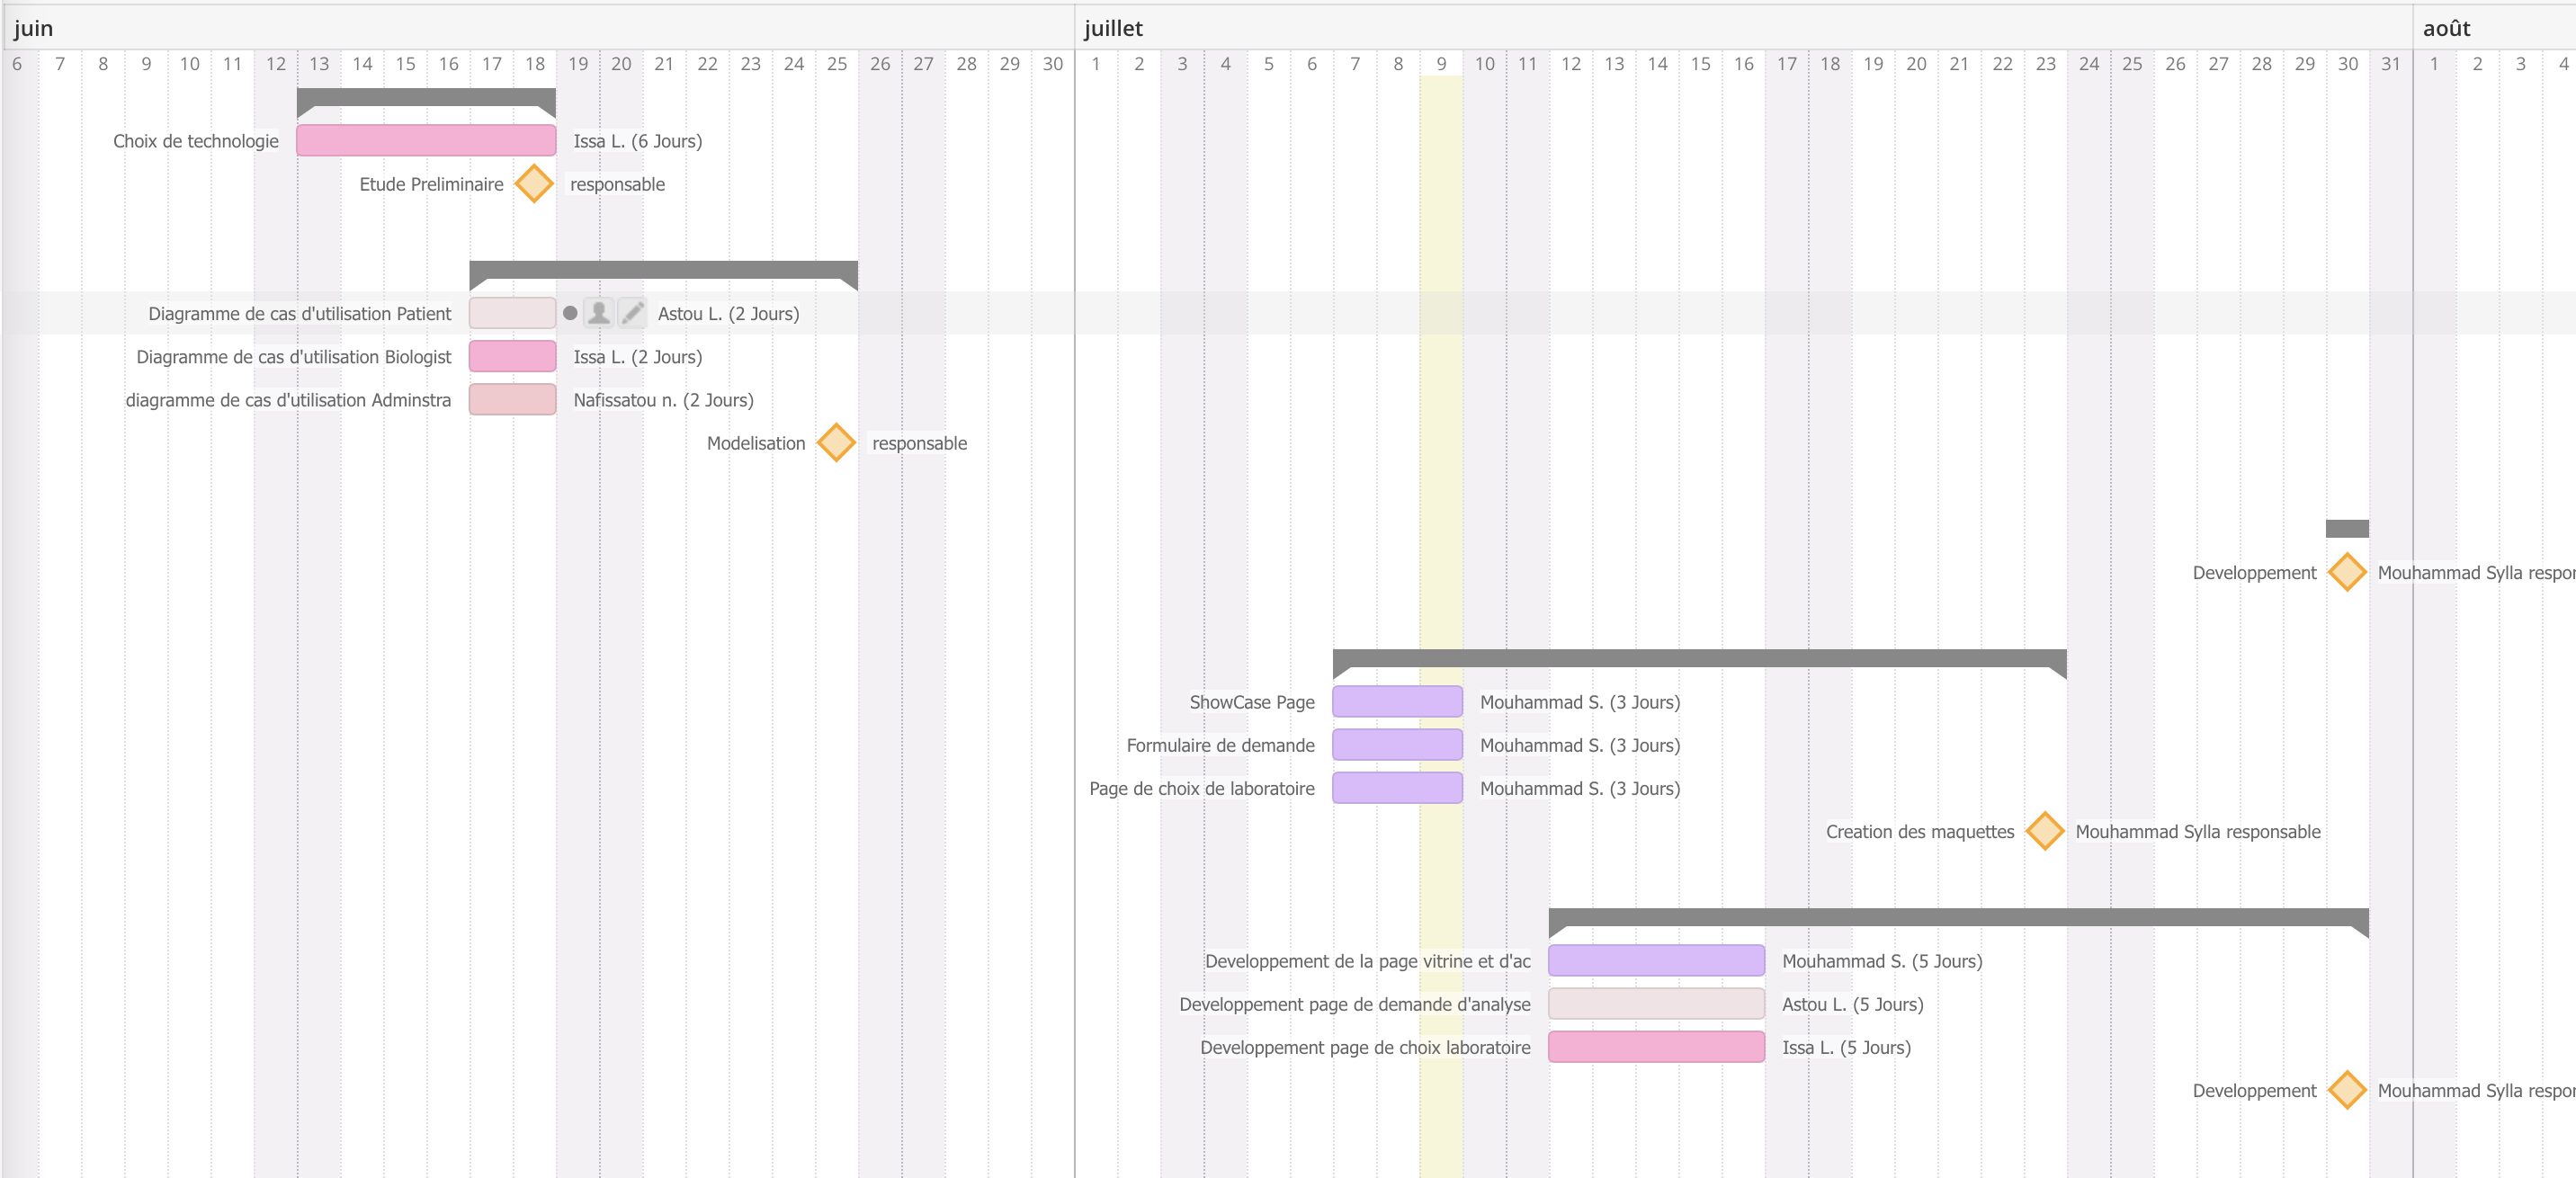 juin juillet août
6 7 8 9 10 11 12 13 14 15 16 17 18 19 20 21 22 23 24 25 26 27 28 29 30 1 2 3 4 5 6 7 8 9 10 11 12 13 14 15 16 17 18 19 20 21 22 23 24 25 26 27 28 29 30 31 1 2 3 4
Choix de technologie Issa L. (6 Jours)
Etude Preliminaire responsable
Diagramme de cas d'utilisation Patient Astou L. (2 Jours)
Diagramme de cas d'utilisation Biologist Issa L. (2 Jours)
diagramme de cas d'utilisation Adminstra Nafissatou n. (2 Jours)
Modelisation responsable
Developpement Mouhammad Sylla respor
ShowCase Page Mouhammad S. (3 Jours)
Formulaire de demande Mouhammad S. (3 Jours)
Page de choix de laboratoire Mouhammad S. (3 Jours)
Creation des maquettes Mouhammad Sylla responsable
Developpement de la page vitrine et d'ac Mouhammad S. (5 Jours)
Developpement page de demande d'analyse Astou L. (5 Jours)
Developpement page de choix laboratoire Issa L. (5 Jours)
Developpement Mouhammad Sylla respor